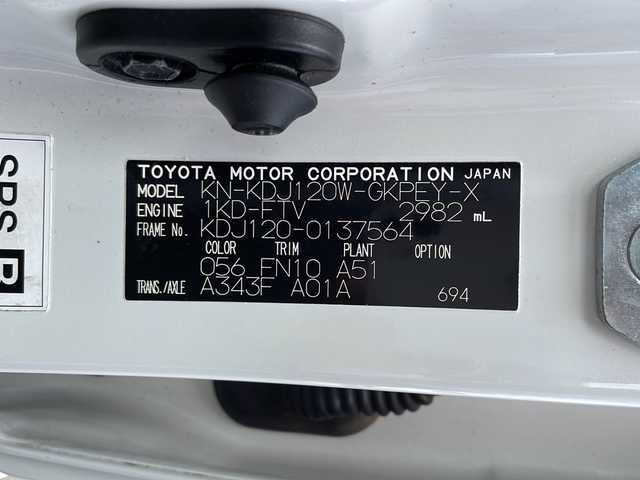 TOYOTA MOTOR CORPORATION JAPAN
MODEL KN-KDJ120W-GKPEY-X
ENGINE 1KD-FTV 2982 mL
FRAME No. KDJ120-0137564
COLOR TRIM PLANT OPTION
056 FN10 A51
TRANS./AXLE A343F A01A 694
SRS B